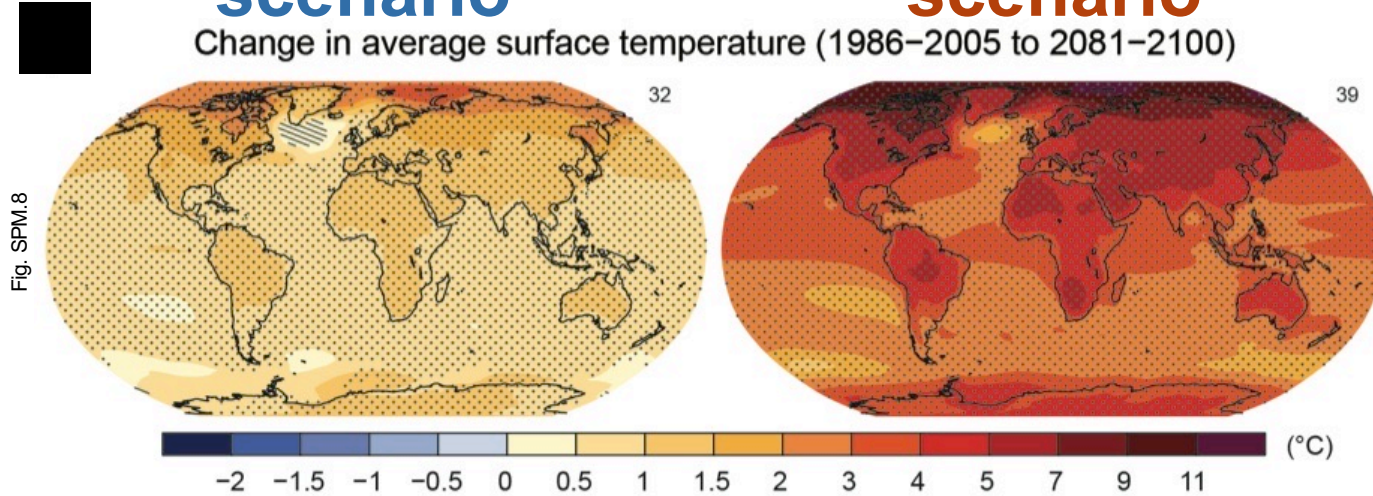 scenario
scenario
Change in average surface temperature (1986−2005 to 2081−2100)
32
39
Fig. SPM.8
−2 −1.5 −1 −0.5 0 0.5 1 1.5 2 3 4 5 7 9 11 (°C)